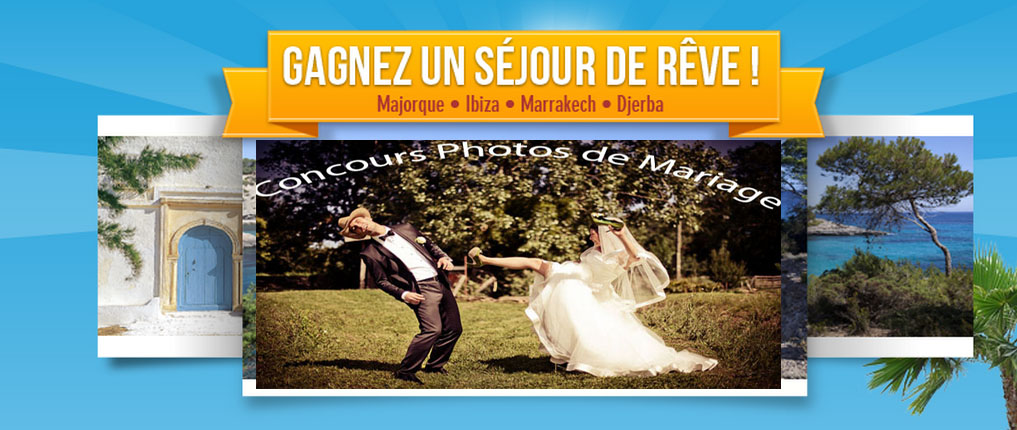 GAGNEZ UN SÉJOUR DE RÊVE !
Majorque • Ibiza • Marrakech • Djerba
Concours Photos de Mariage